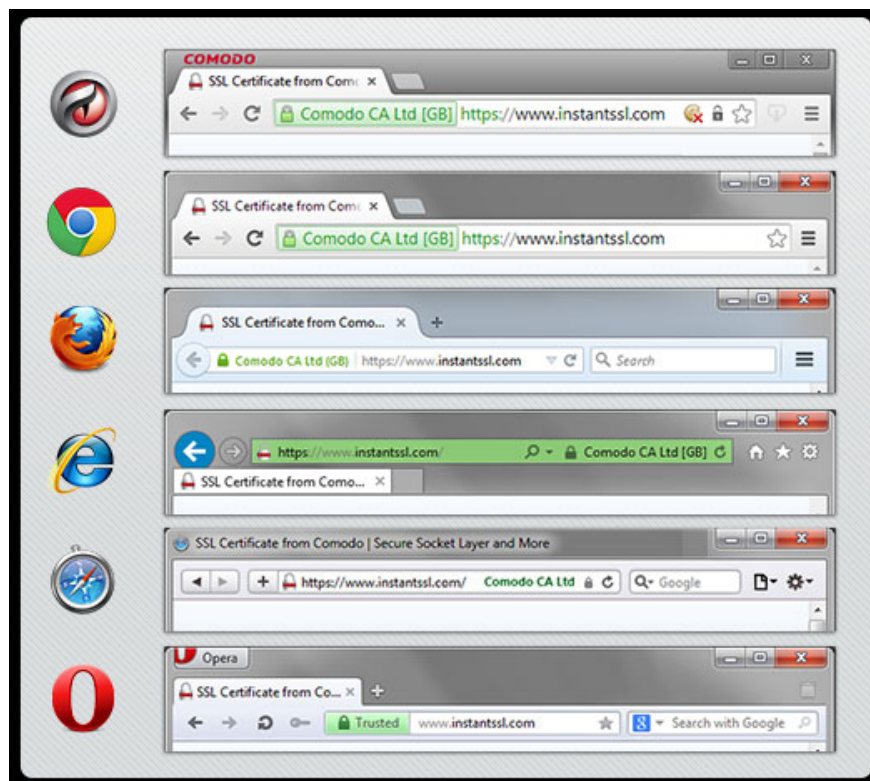 COMODO
SSL Certificate from Como
Comodo CA Ltd [GB] https://www.instantssl.com
SSL Certificate from Como
Comodo CA Ltd [GB] https://www.instantssl.com
SSL Certificate from Como...
Comodo CA Ltd (GB) https://www.instantssl.com Search
https://www.instantssl.com/ Comodo CA Ltd [GB]
SSL Certificate from Como...
SSL Certificate from Comodo | Secure Socket Layer and More
https://www.instantssl.com/ Comodo CA Ltd Google
Opera
SSL Certificate from Co...
Trusted www.instantssl.com 8 Search with Google